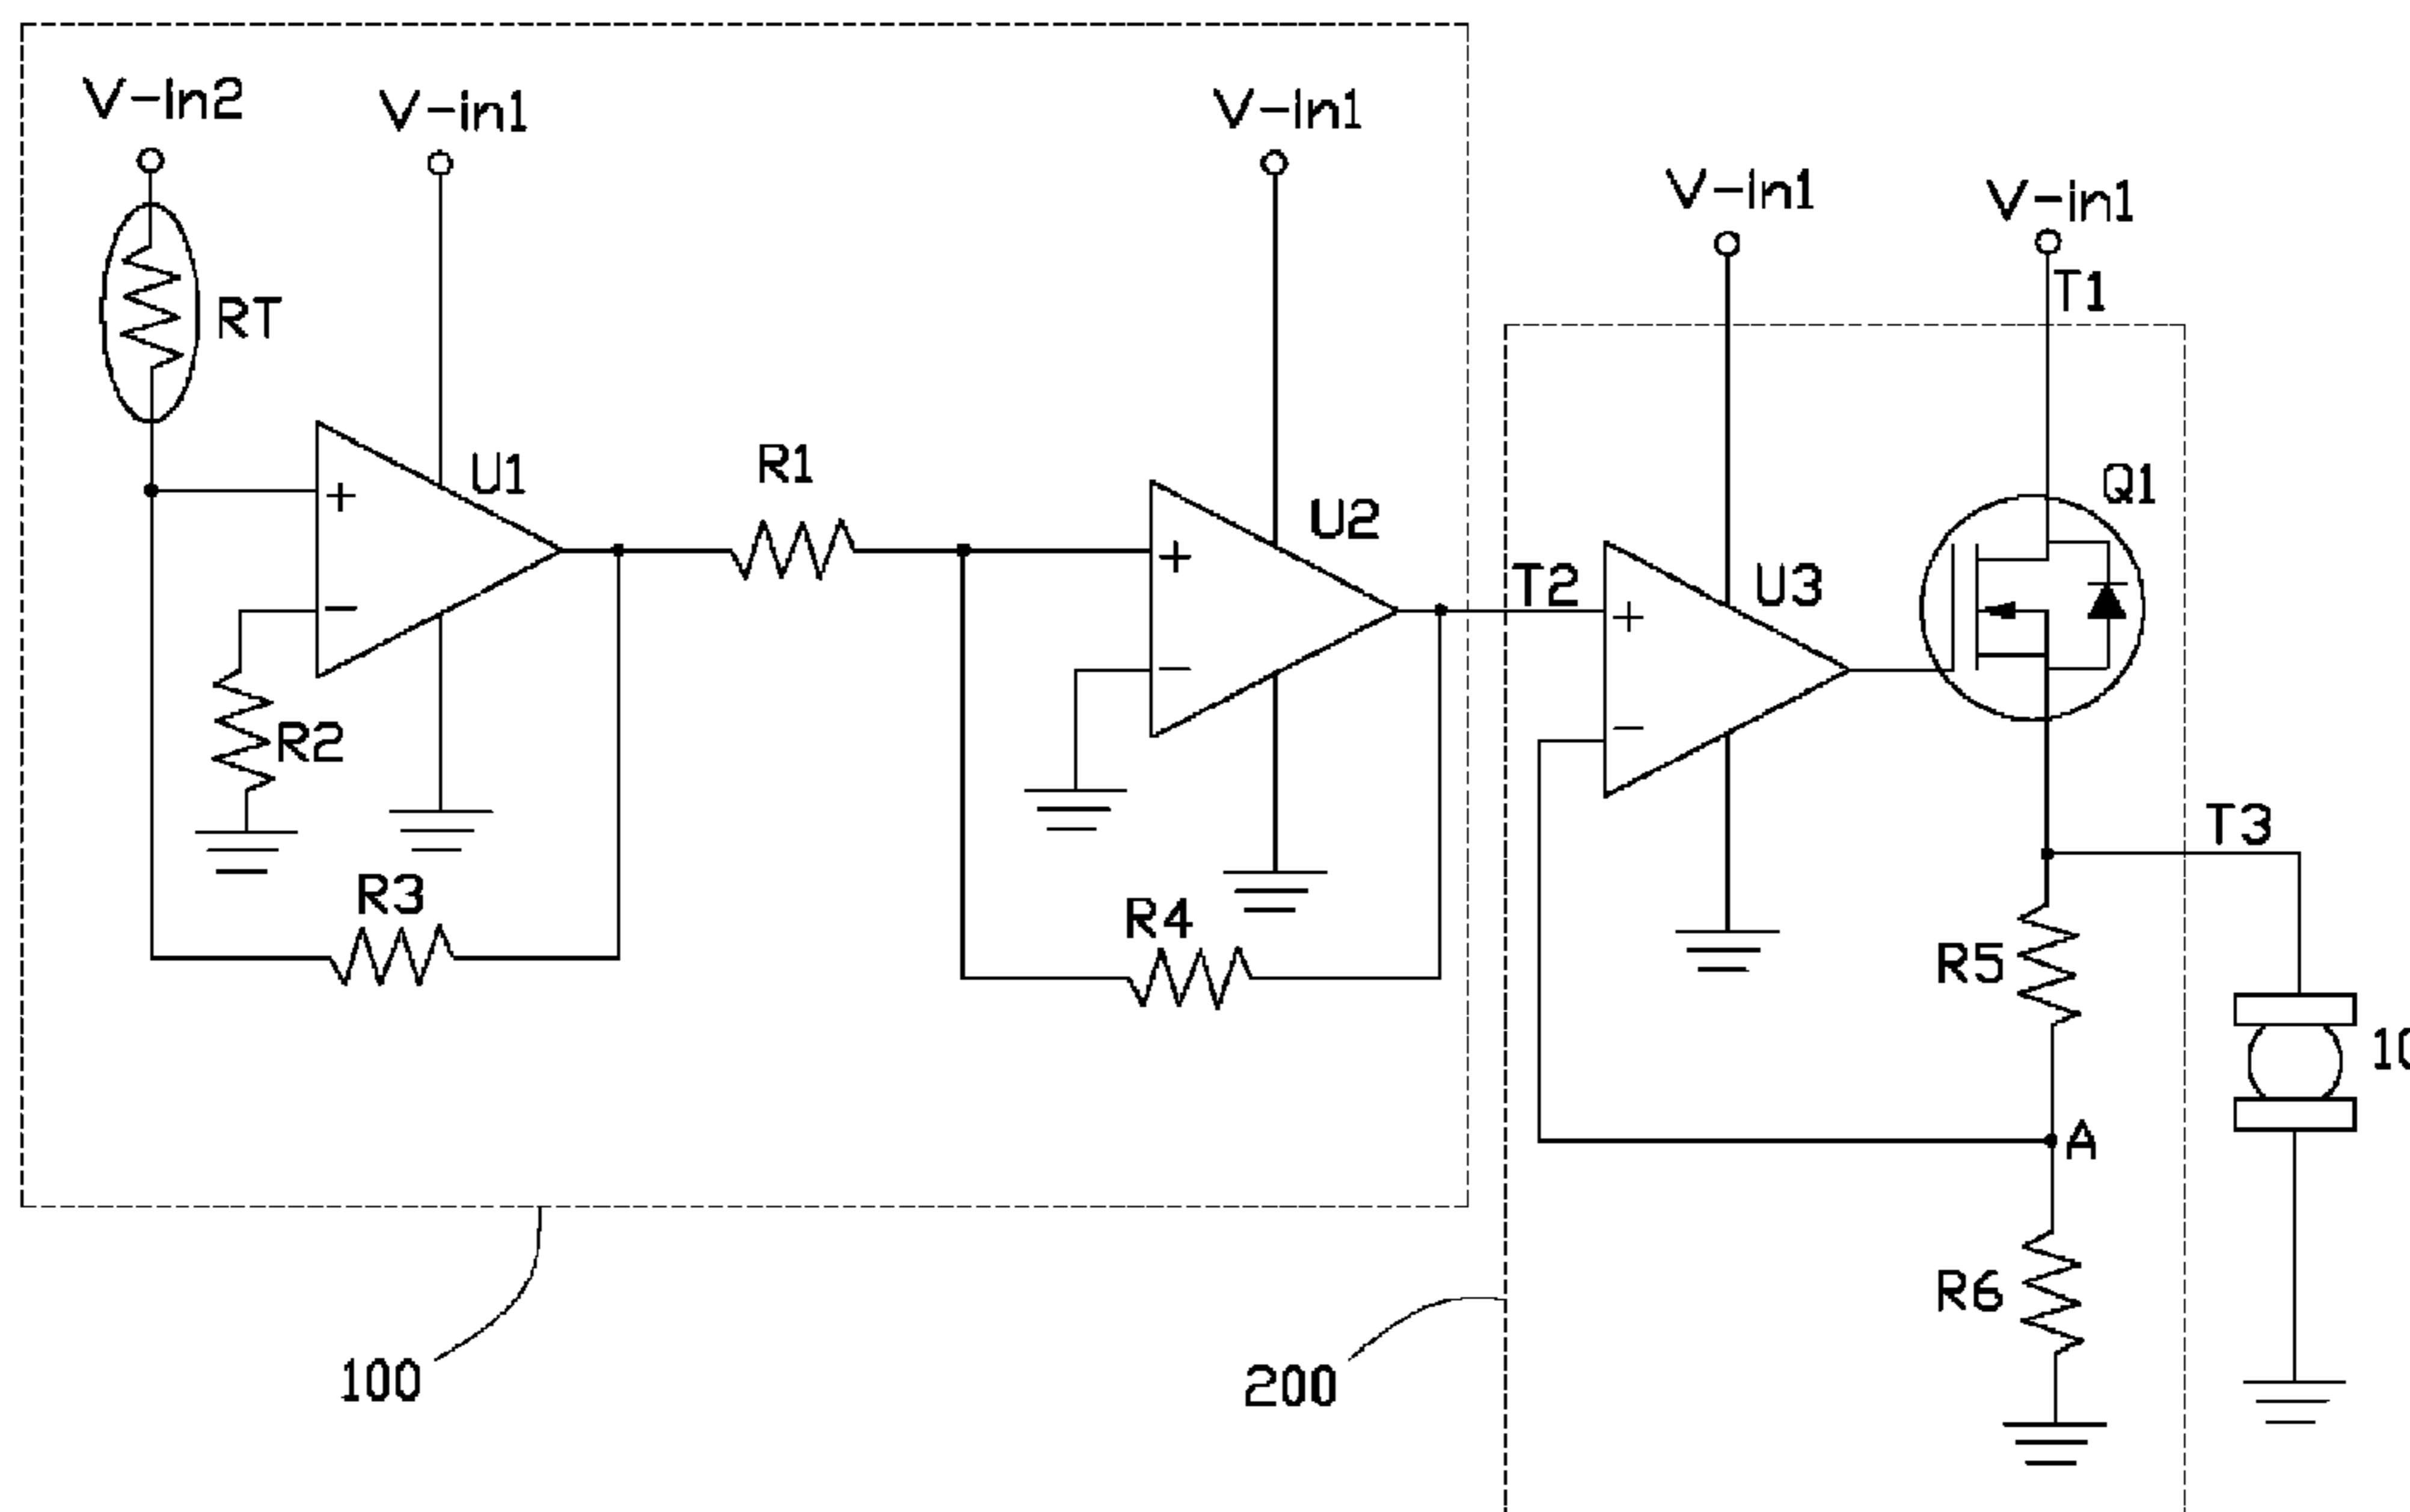 V-In2
V-in1
V-In1
V-In1
V-in1
T1
RT
U1
R1
U2
Q1
+
+
T2
U3
+
-
-
-
R2
R3
R4
T3
R5
10
A
R6
100
200